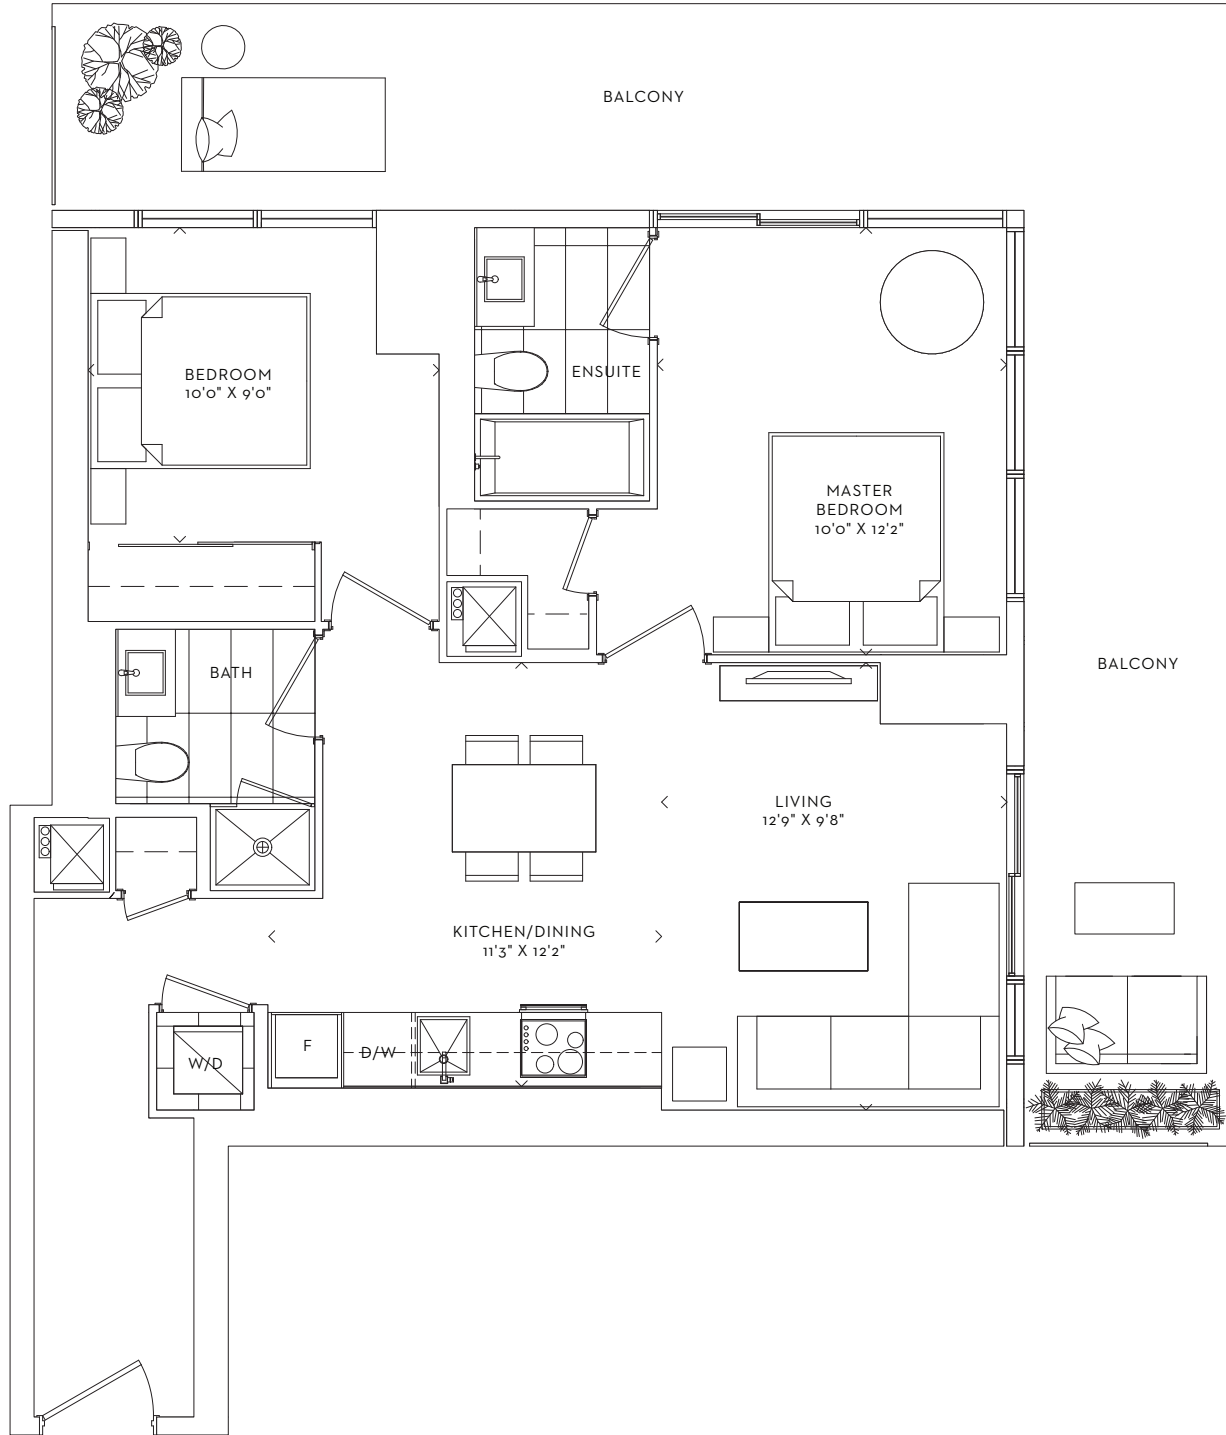 BALCONY
BEDROOM
10'0" X 9'0"
ENSUITE
MASTER
BEDROOM
10'0" X 12'2"
BATH
BALCONY
LIVING
12'9" X 9'8"
KITCHEN/DINING
11'3" X 12'2"
W/D
F
D/W